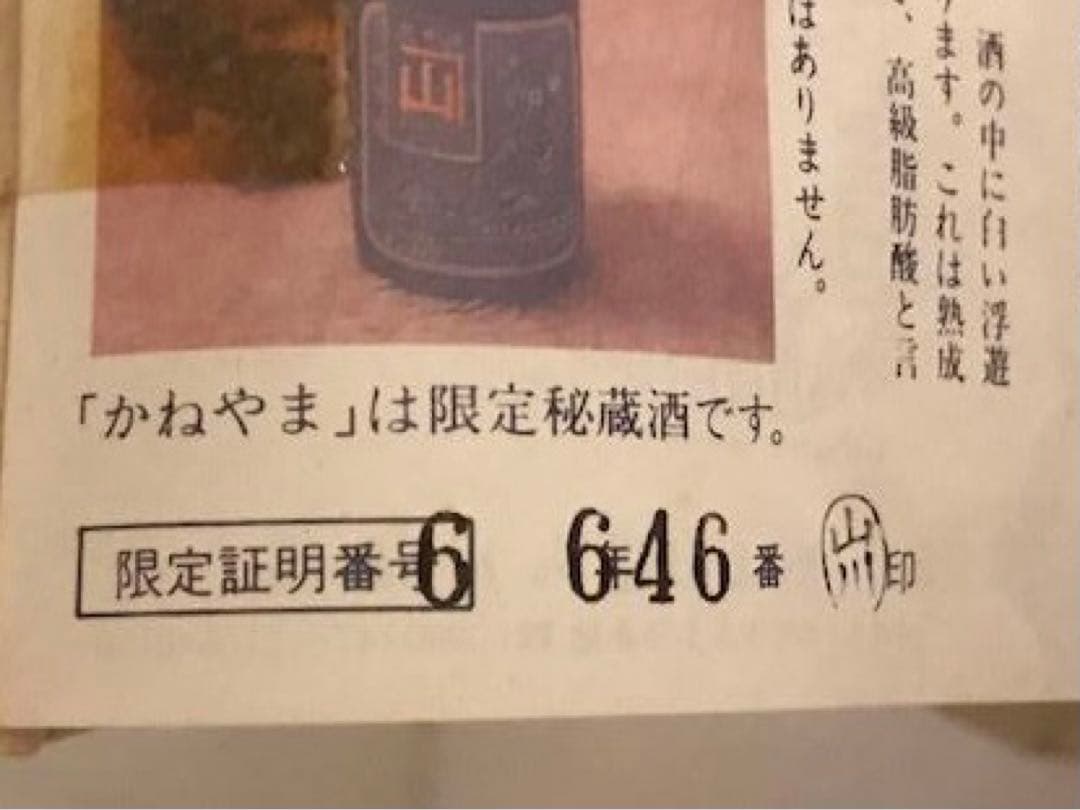 酒の中に白い浮遊
ます。これは熟成
、高級脂肪酸と言
はありません。
山
「かねやま」は限定秘蔵酒です。
限定証明番号6 6年46番 山印